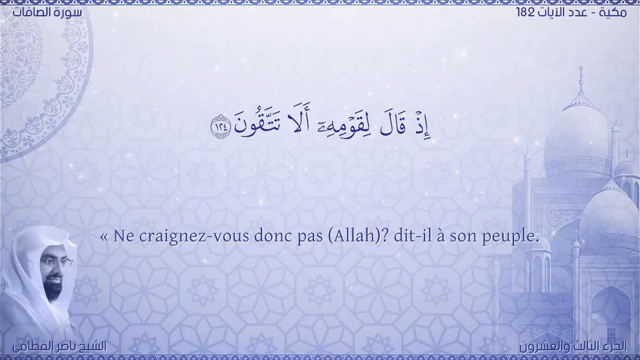 سورة الصافات
مكية - عدد الآيات 182
إِذْ قَالَ لِقَوْمِهِۦٓ أَلَا تَتَّقُونَ ١٢٤
« Ne craignez-vous donc pas (Allah)? dit-il à son peuple.
الشيخ ناصر القطامي
الجزء الثالث والعشرون